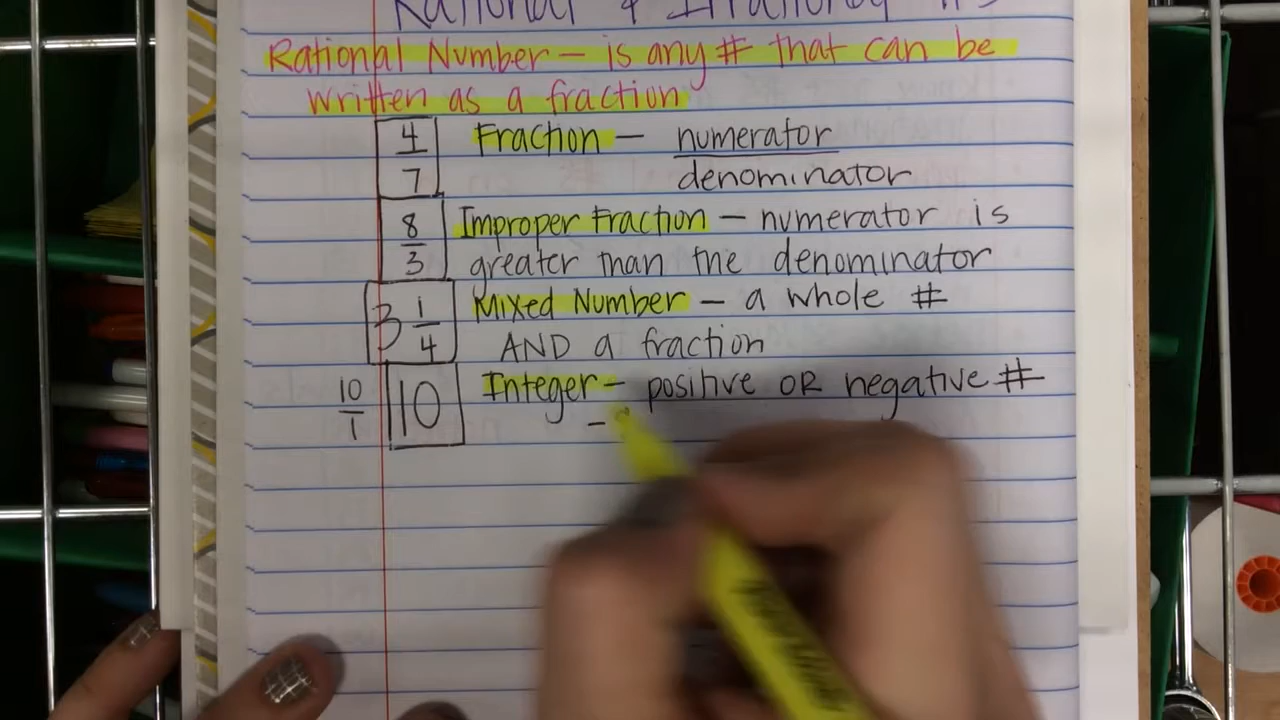 Rational & Irrational #'s
Rational Number – is any # that can be
written as a fraction
4/7 Fraction – numerator
denominator
8/3 Improper Fraction – numerator is
greater than the denominator
3 1/4 Mixed Number – a whole #
AND a fraction
10/1 10 Integer – positive OR negative #
–